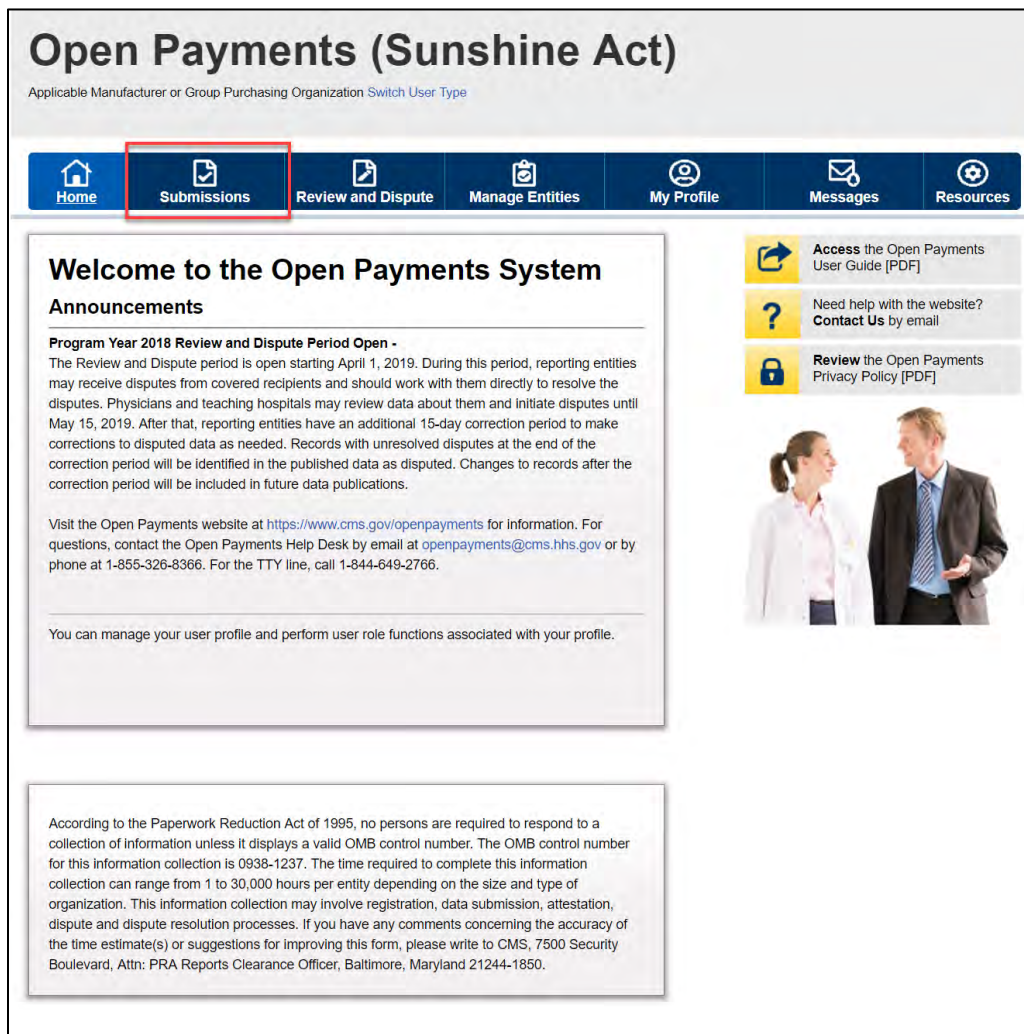 Open Payments (Sunshine Act)
Applicable Manufacturer or Group Purchasing Organization Switch User Type
Home
Submissions
Review and Dispute
Manage Entities
My Profile
Messages
Resources
Welcome to the Open Payments System
Announcements
Program Year 2018 Review and Dispute Period Open -
The Review and Dispute period is open starting April 1, 2019. During this period, reporting entities
may receive disputes from covered recipients and should work with them directly to resolve the
disputes. Physicians and teaching hospitals may review data about them and initiate disputes until
May 15, 2019. After that, reporting entities have an additional 15-day correction period to make
corrections to disputed data as needed. Records with unresolved disputes at the end of the
correction period will be identified in the published data as disputed. Changes to records after the
correction period will be included in future data publications.
Visit the Open Payments website at https://www.cms.gov/openpayments for information. For
questions, contact the Open Payments Help Desk by email at openpayments@cms.hhs.gov or by
phone at 1-855-326-8366. For the TTY line, call 1-844-649-2766.
You can manage your user profile and perform user role functions associated with your profile.
Access the Open Payments
User Guide [PDF]
?
Need help with the website?
Contact Us by email
Review the Open Payments
Privacy Policy [PDF]
According to the Paperwork Reduction Act of 1995, no persons are required to respond to a
collection of information unless it displays a valid OMB control number. The OMB control number
for this information collection is 0938-1237. The time required to complete this information
collection can range from 1 to 30,000 hours per entity depending on the size and type of
organization. This information collection may involve registration, data submission, attestation,
dispute and dispute resolution processes. If you have any comments concerning the accuracy of
the time estimate(s) or suggestions for improving this form, please write to CMS, 7500 Security
Boulevard, Attn: PRA Reports Clearance Officer, Baltimore, Maryland 21244-1850.